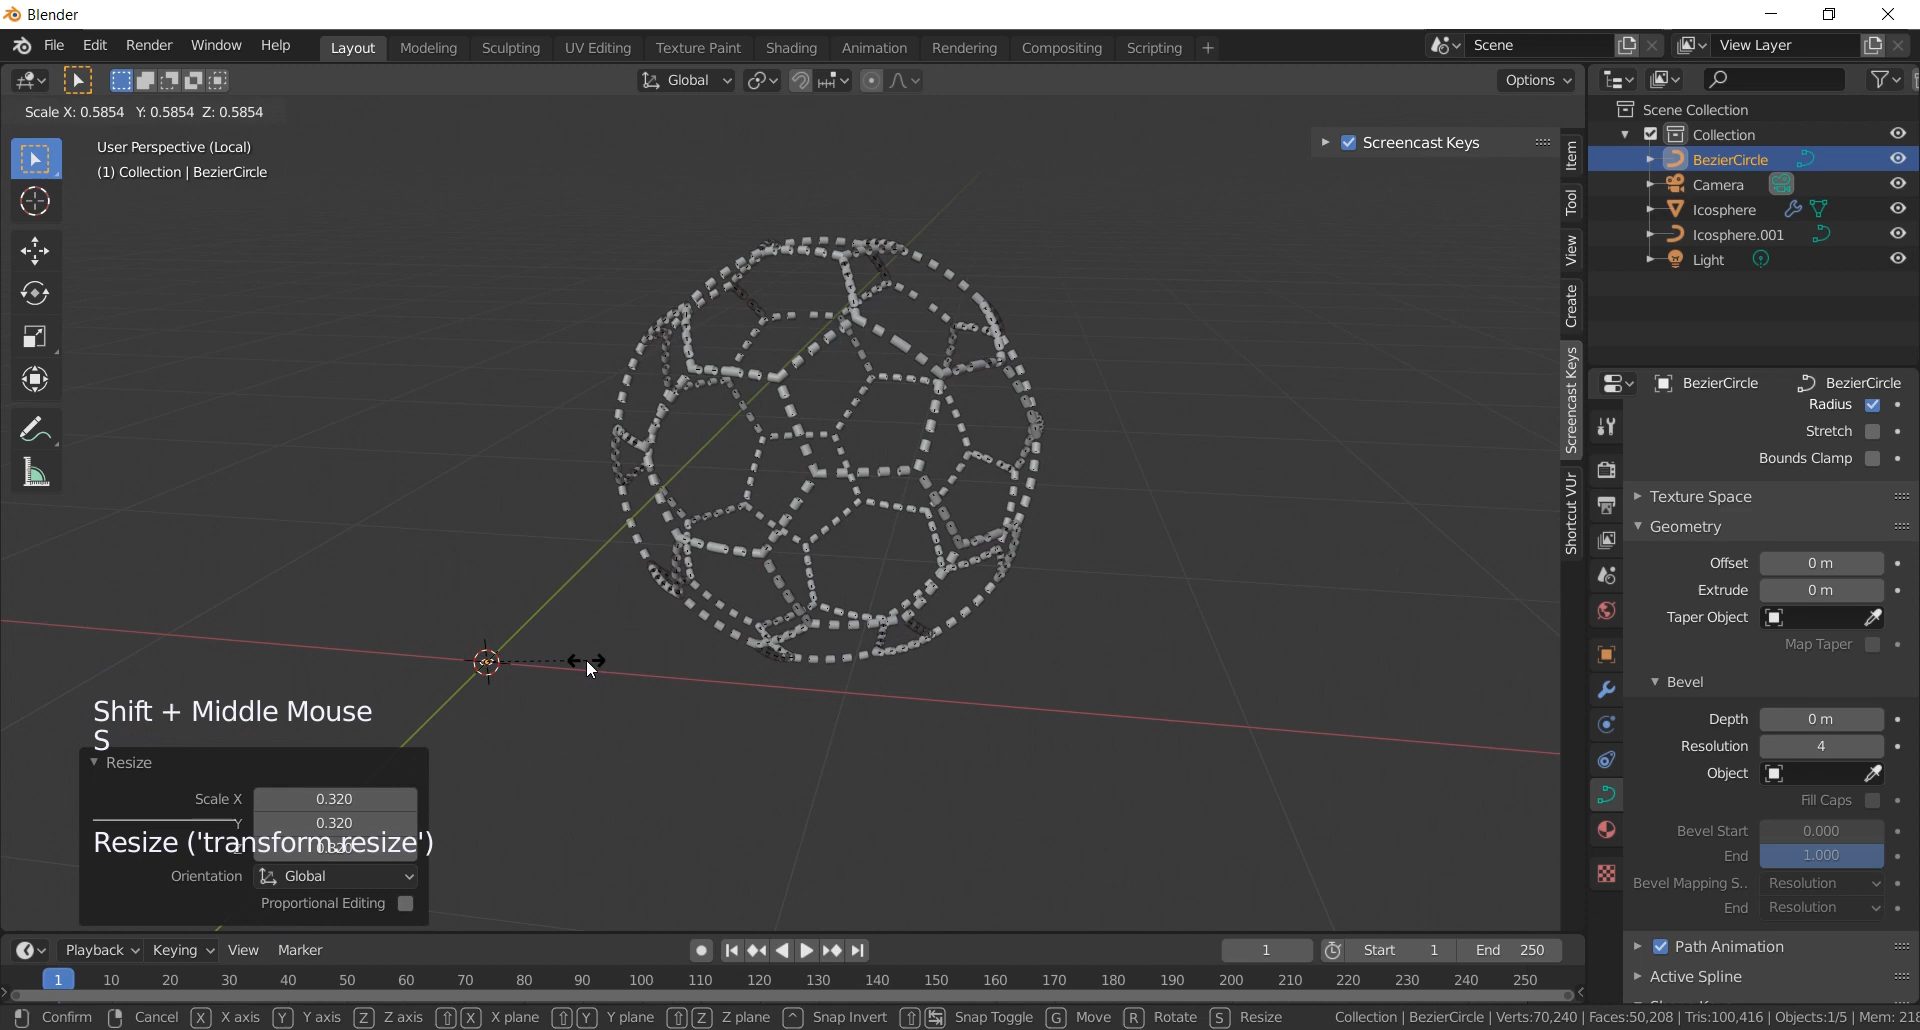 Blender
File Edit Render Window Help Layout Modeling Sculpting UV Editing Texture Paint Shading Animation Rendering Compositing Scripting + Scene View Layer
Global Options
Scale X: 0.5854 Y: 0.5854 Z: 0.5854
User Perspective (Local)
(1) Collection | BezierCircle
Screencast Keys
Item
Tool
View
Create
Screencast Keys
Shortcut VUr
Scene Collection
Collection
BezierCircle
Camera
Icosphere
Icosphere.001
Light
BezierCircle BezierCircle
Radius
Stretch
Bounds Clamp
Texture Space
Geometry
Offset 0 m
Extrude 0 m
Taper Object
Map Taper
Bevel
Depth 0 m
Resolution 4
Object
Fill Caps
Bevel Start 0.000
End 1.000
Bevel Mapping S.. Resolution
End Resolution
Path Animation
Active Spline
Shift + Middle Mouse
S
Resize
Scale X 0.320
Y 0.320
Z 0.320
Resize ('transform.resize')
Orientation Global
Proportional Editing
Playback Keying View Marker 1 Start 1 End 250
1 10 20 30 40 50 60 70 80 90 100 110 120 130 140 150 160 170 180 190 200 210 220 230 240 250
Confirm Cancel X X axis Y Y axis Z Z axis X X plane Y Y plane Z Z plane Snap Invert Snap Toggle G Move R Rotate S Resize Collection | BezierCircle | Verts:70,240 | Faces:50,208 | Tris:100,416 | Objects:1/5 | Mem: 218